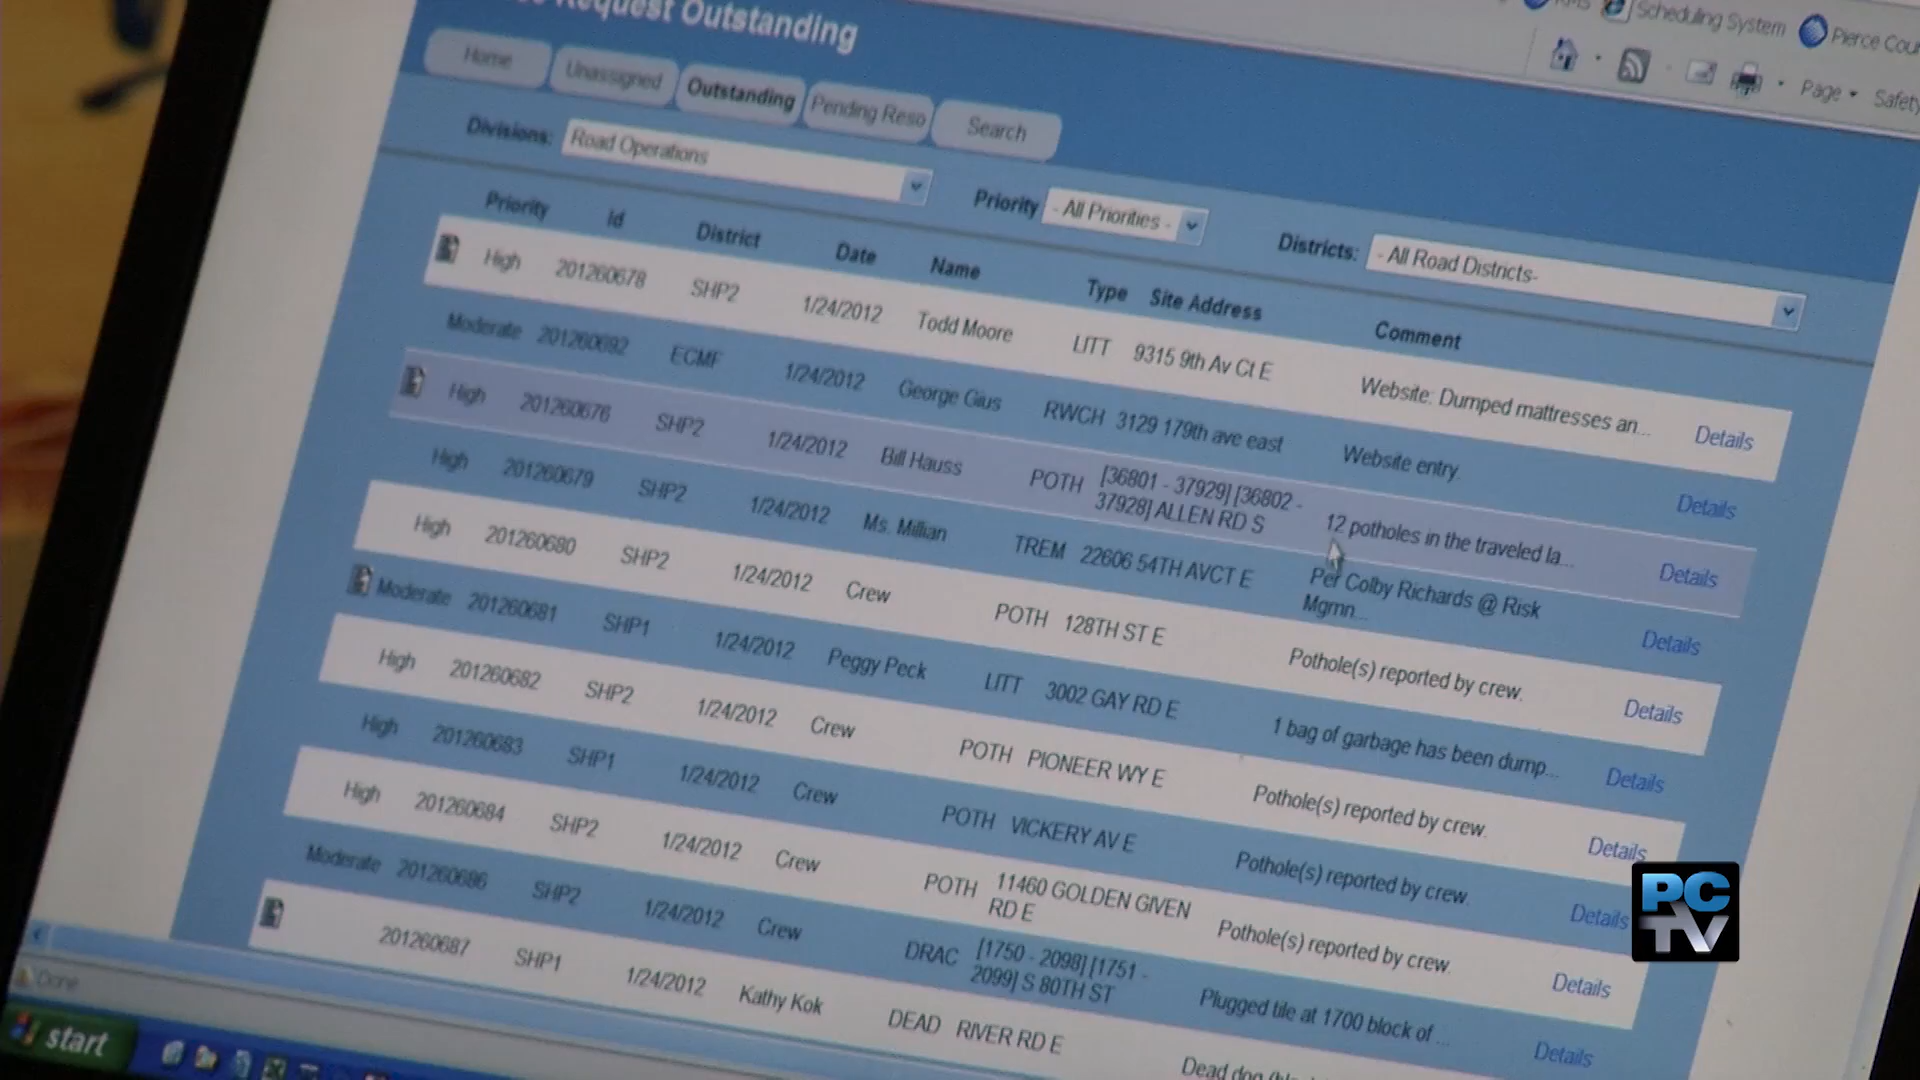 Request Outstanding
Scheduling System
Pierce Cou
Home
Unassigned
Outstanding
Pending Reso
Search
Page
Safety
Divisions:
Road Operations
Priority
- All Priorities -
Districts:
- All Road Districts-
Priority Id District Date Name Type Site Address Comment
High 201260678 SHP2 1/24/2012 Todd Moore LITT 9315 9th Av Ct E Website: Dumped mattresses an... Details
Moderate 201260692 ECMF 1/24/2012 George Gius RWCH 3129 179th ave east Website entry. Details
High 201260676 SHP2 1/24/2012 Bill Hauss POTH [36801 - 37929] [36802 -
37928] ALLEN RD S 12 potholes in the traveled la... Details
High 201260679 SHP2 1/24/2012 Ms. Millian TREM 22606 54TH AVCT E Per Colby Richards @ Risk
Mgmn... Details
High 201260680 SHP2 1/24/2012 Crew POTH 128TH ST E Pothole(s) reported by crew. Details
Moderate 201260681 SHP1 1/24/2012 Peggy Peck LITT 3002 GAY RD E 1 bag of garbage has been dump... Details
High 201260682 SHP2 1/24/2012 Crew POTH PIONEER WY E Pothole(s) reported by crew. Details
High 201260683 SHP1 1/24/2012 Crew POTH VICKERY AV E Pothole(s) reported by crew. Details
High 201260684 SHP2 1/24/2012 Crew POTH 11460 GOLDEN GIVEN
RD E Pothole(s) reported by crew. Details
Moderate 201260686 SHP2 1/24/2012 Crew DRAC [1750 - 2098] [1751 -
2099] S 80TH ST Plugged tile at 1700 block of ... Details
201260687 SHP1 1/24/2012 Kathy Kok DEAD RIVER RD E Dead dog
PC
TV
Done
start